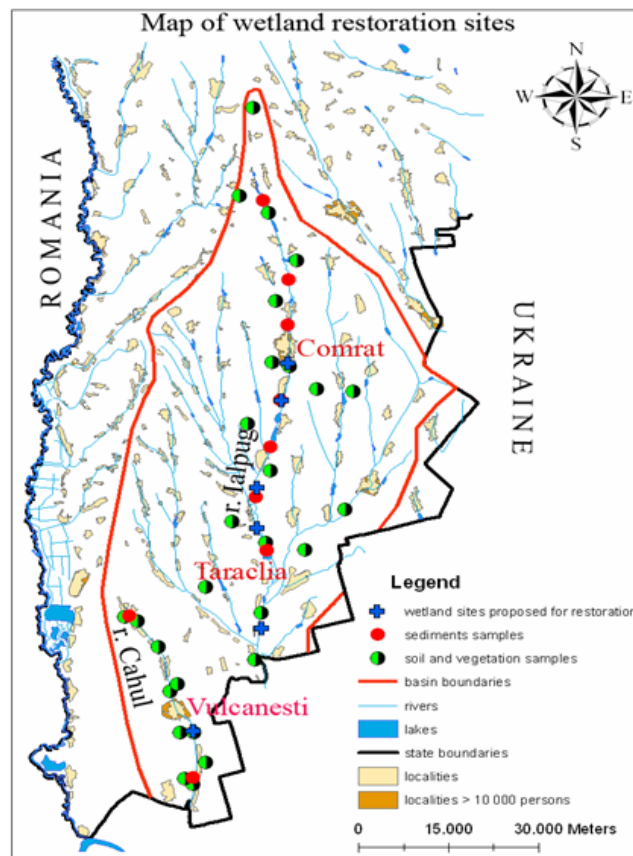 Map of wetland restoration sites
N
W E
S
ROMANIA
UKRAINE
Comrat
r. Ialpug
Taraclia
r. Cahul
Vulcanesti
Legend
wetland sites proposed for restoration
sediments samples
soil and vegetation samples
basin boundaries
rivers
lakes
state boundaries
localities
localities > 10 000 persons
0 15.000 30.000 Meters